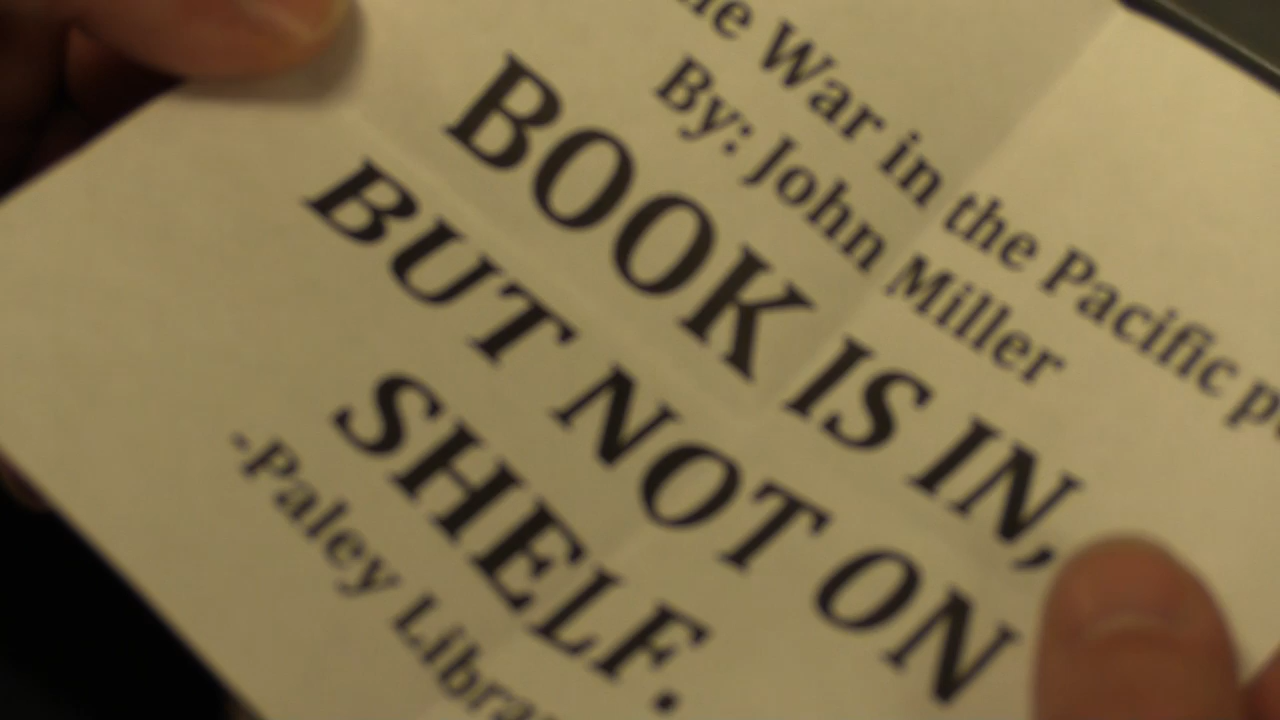 War in the Pacific
By: John Miller
BOOK IS IN,
BUT NOT ON
SHELF.
-Paley